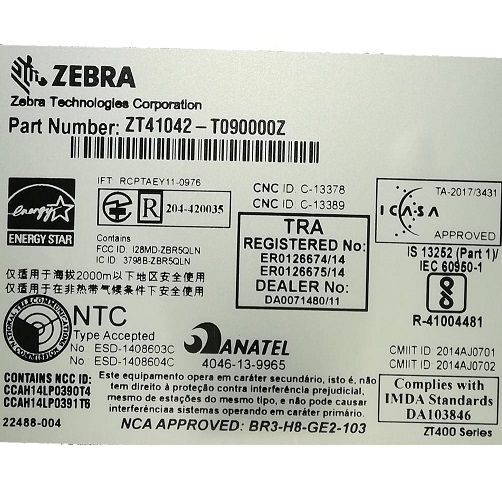 ZEBRA
Zebra Technologies Corporation
Part Number: ZT41042-T090000Z
IFT RCPTAEY11-0976
CNC ID: C-13378
CNC ID: C-13389
TA-2017/3431
ICASA
APPROVED
energy
ENERGY STAR
R 204-420035
Contains
FCC ID: I28MD-ZBR5QLN
IC ID 3798B-ZBR5QLN
TRA
REGISTERED No:
ER0126674/14
ER0126675/14
DEALER No:
DA0071480/11
IS 13252 (Part 1)/
IEC 60950-1
R-41004481
仅适用于海拔2000m以下地区安全使用
仅适用于在非热带气候条件下安全使用
NATIONAL TELECOMMUNICATIONS COMMISSION
NTC
Type Accepted
No ESD-1408603C
No ESD-1408604C
ANATEL
4046-13-9965
CMIIT ID 2014AJ0701
CMIIT ID 2014AJ0702
CONTAINS NCC ID:
CCAH14LP0390T4
CCAH14LP0391T6
Este equipamento opera em caráter secundário, isto é, não
tem direito à proteção contra interferência prejudicial,
mesmo de estações do mesmo tipo, e não pode causar
interferências sistemas operando em caráter primário.
Complies with
IMDA Standards
DA103846
22488-004
NCA APPROVED: BR3-H8-GE2-103
ZT400 Series